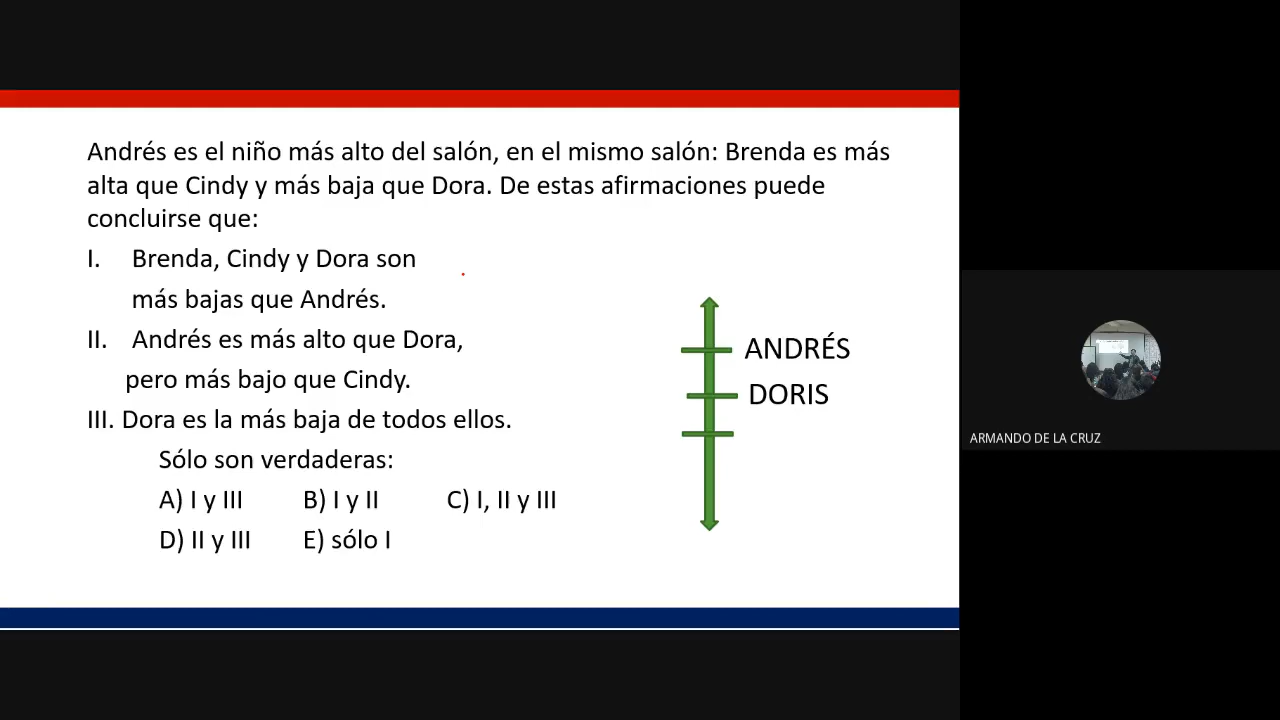 Andrés es el niño más alto del salón, en el mismo salón: Brenda es más
alta que Cindy y más baja que Dora. De estas afirmaciones puede
concluirse que:
I. Brenda, Cindy y Dora son
más bajas que Andrés.
II. Andrés es más alto que Dora,
pero más bajo que Cindy.
III. Dora es la más baja de todos ellos.
Sólo son verdaderas:
A) I y III B) I y II C) I, II y III
D) II y III E) sólo I
ANDRÉS
DORIS
ARMANDO DE LA CRUZ